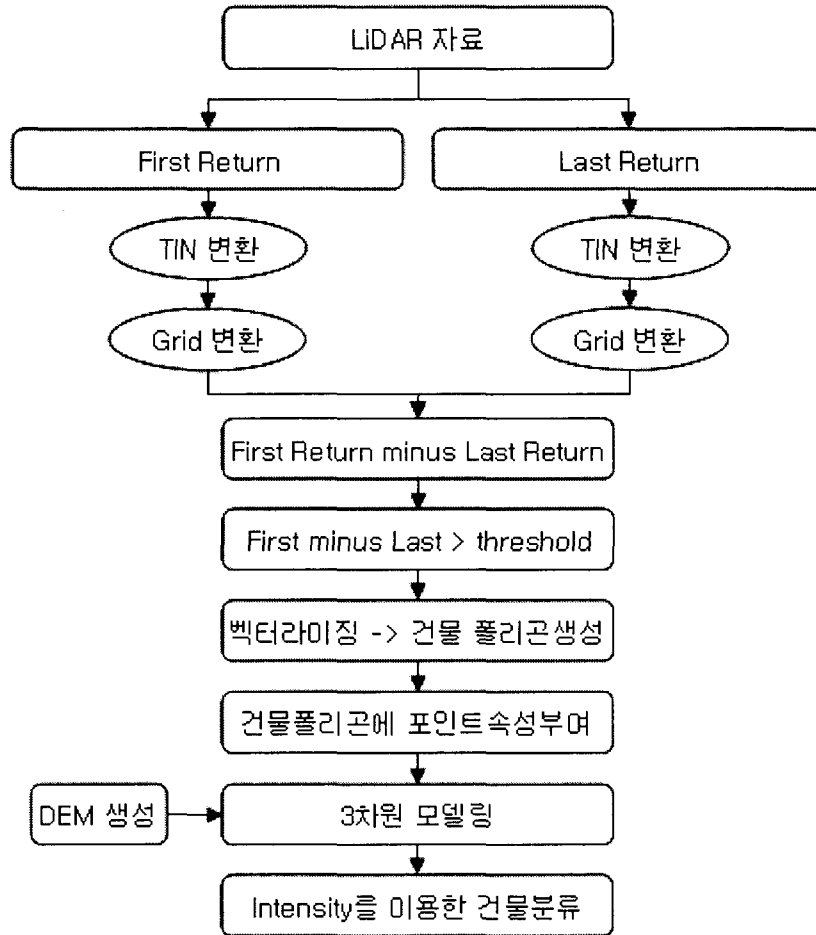 LiDAR 자료
First Return
Last Return
TIN 변환
TIN 변환
Grid 변환
Grid 변환
First Return minus Last Return
First minus Last > threshold
벡터라이징 -> 건물 폴리곤생성
건물폴리곤에 포인트속성부여
DEM 생성
3차원 모델링
Intensity를 이용한 건물분류